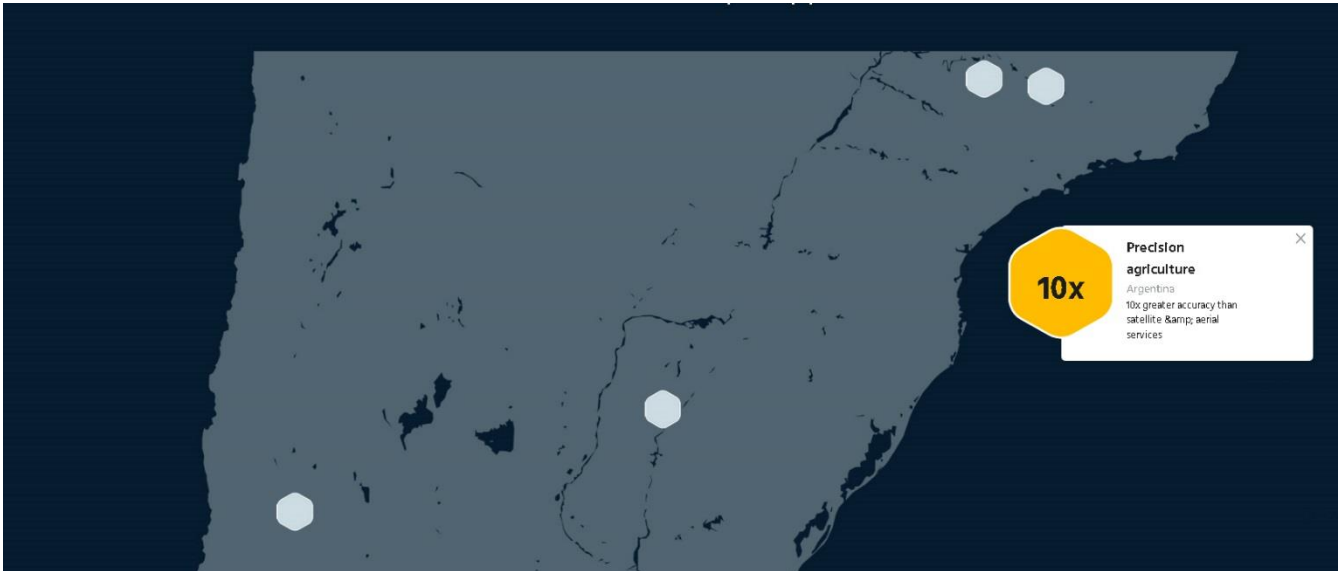 10x
Precision
agriculture
Argentina
10x greater accuracy than
satellite &amp; aerial
services